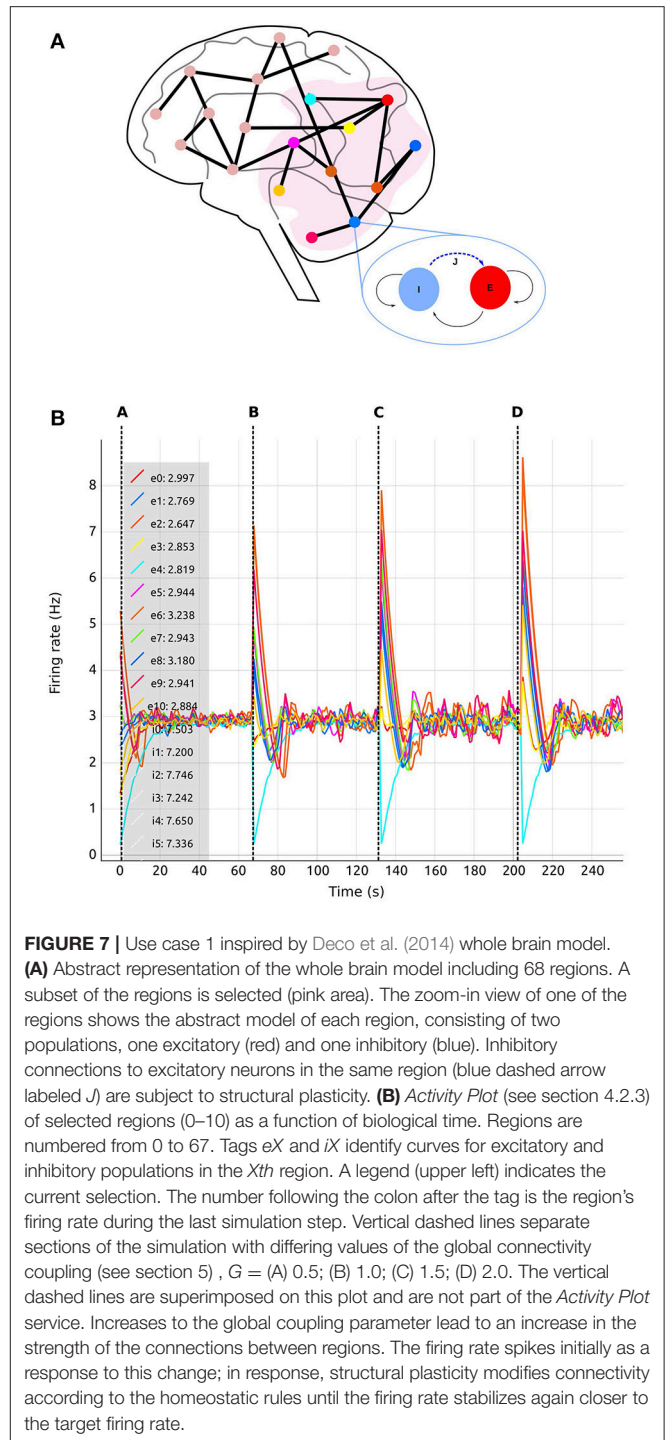 A
J
I
E
B
A
B
C
D
Firing rate (Hz)
8
7
6
5
4
3
2
1
0
e0: 2.997
e1: 2.769
e2: 2.647
e3: 2.853
e4: 2.819
e5: 2.944
e6: 3.238
e7: 2.943
e8: 3.180
e9: 2.941
e10: 2.884
i0: 7.503
i1: 7.200
i2: 7.746
i3: 7.242
i4: 7.650
i5: 7.336
0 20 40 60 80 100 120 140 160 180 200 220 240
Time (s)
FIGURE 7 | Use case 1 inspired by Deco et al. (2014) whole brain model.
(A) Abstract representation of the whole brain model including 68 regions. A
subset of the regions is selected (pink area). The zoom-in view of one of the
regions shows the abstract model of each region, consisting of two
populations, one excitatory (red) and one inhibitory (blue). Inhibitory
connections to excitatory neurons in the same region (blue dashed arrow
labeled J) are subject to structural plasticity. (B) Activity Plot (see section 4.2.3)
of selected regions (0–10) as a function of biological time. Regions are
numbered from 0 to 67. Tags eX and iX identify curves for excitatory and
inhibitory populations in the Xth region. A legend (upper left) indicates the
current selection. The number following the colon after the tag is the region's
firing rate during the last simulation step. Vertical dashed lines separate
sections of the simulation with differing values of the global connectivity
coupling (see section 5) , G = (A) 0.5; (B) 1.0; (C) 1.5; (D) 2.0. The vertical
dashed lines are superimposed on this plot and are not part of the Activity Plot
service. Increases to the global coupling parameter lead to an increase in the
strength of the connections between regions. The firing rate spikes initially as a
response to this change; in response, structural plasticity modifies connectivity
according to the homeostatic rules until the firing rate stabilizes again closer to
the target firing rate.